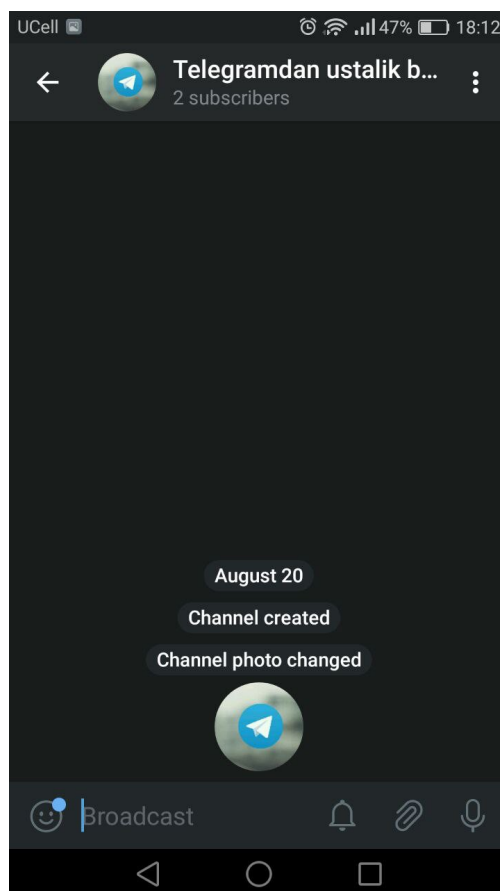 UCell 47% 18:12
Telegramdan ustalik b...
2 subscribers
August 20
Channel created
Channel photo changed
Broadcast